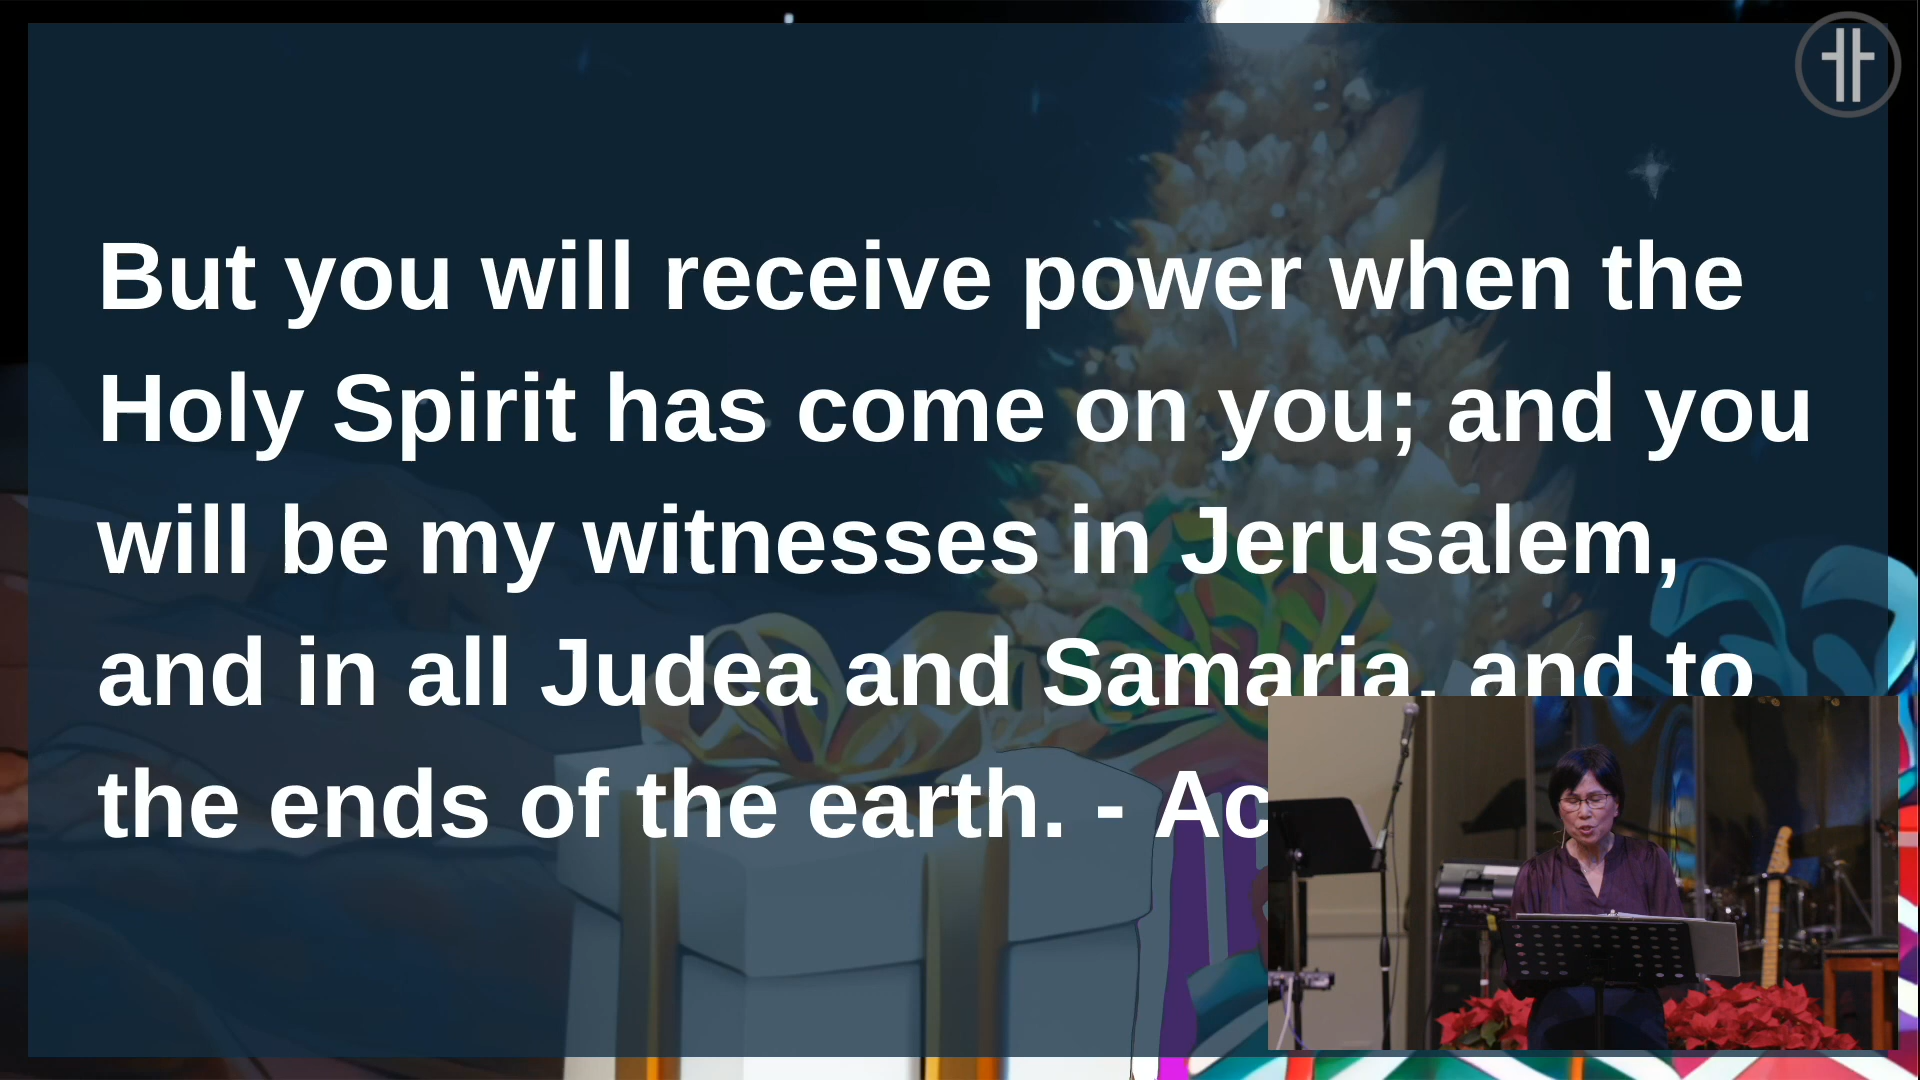 But you will receive power when the
Holy Spirit has come on you; and you
will be my witnesses in Jerusalem,
and in all Judea and Samaria, and to
the ends of the earth. - Ac